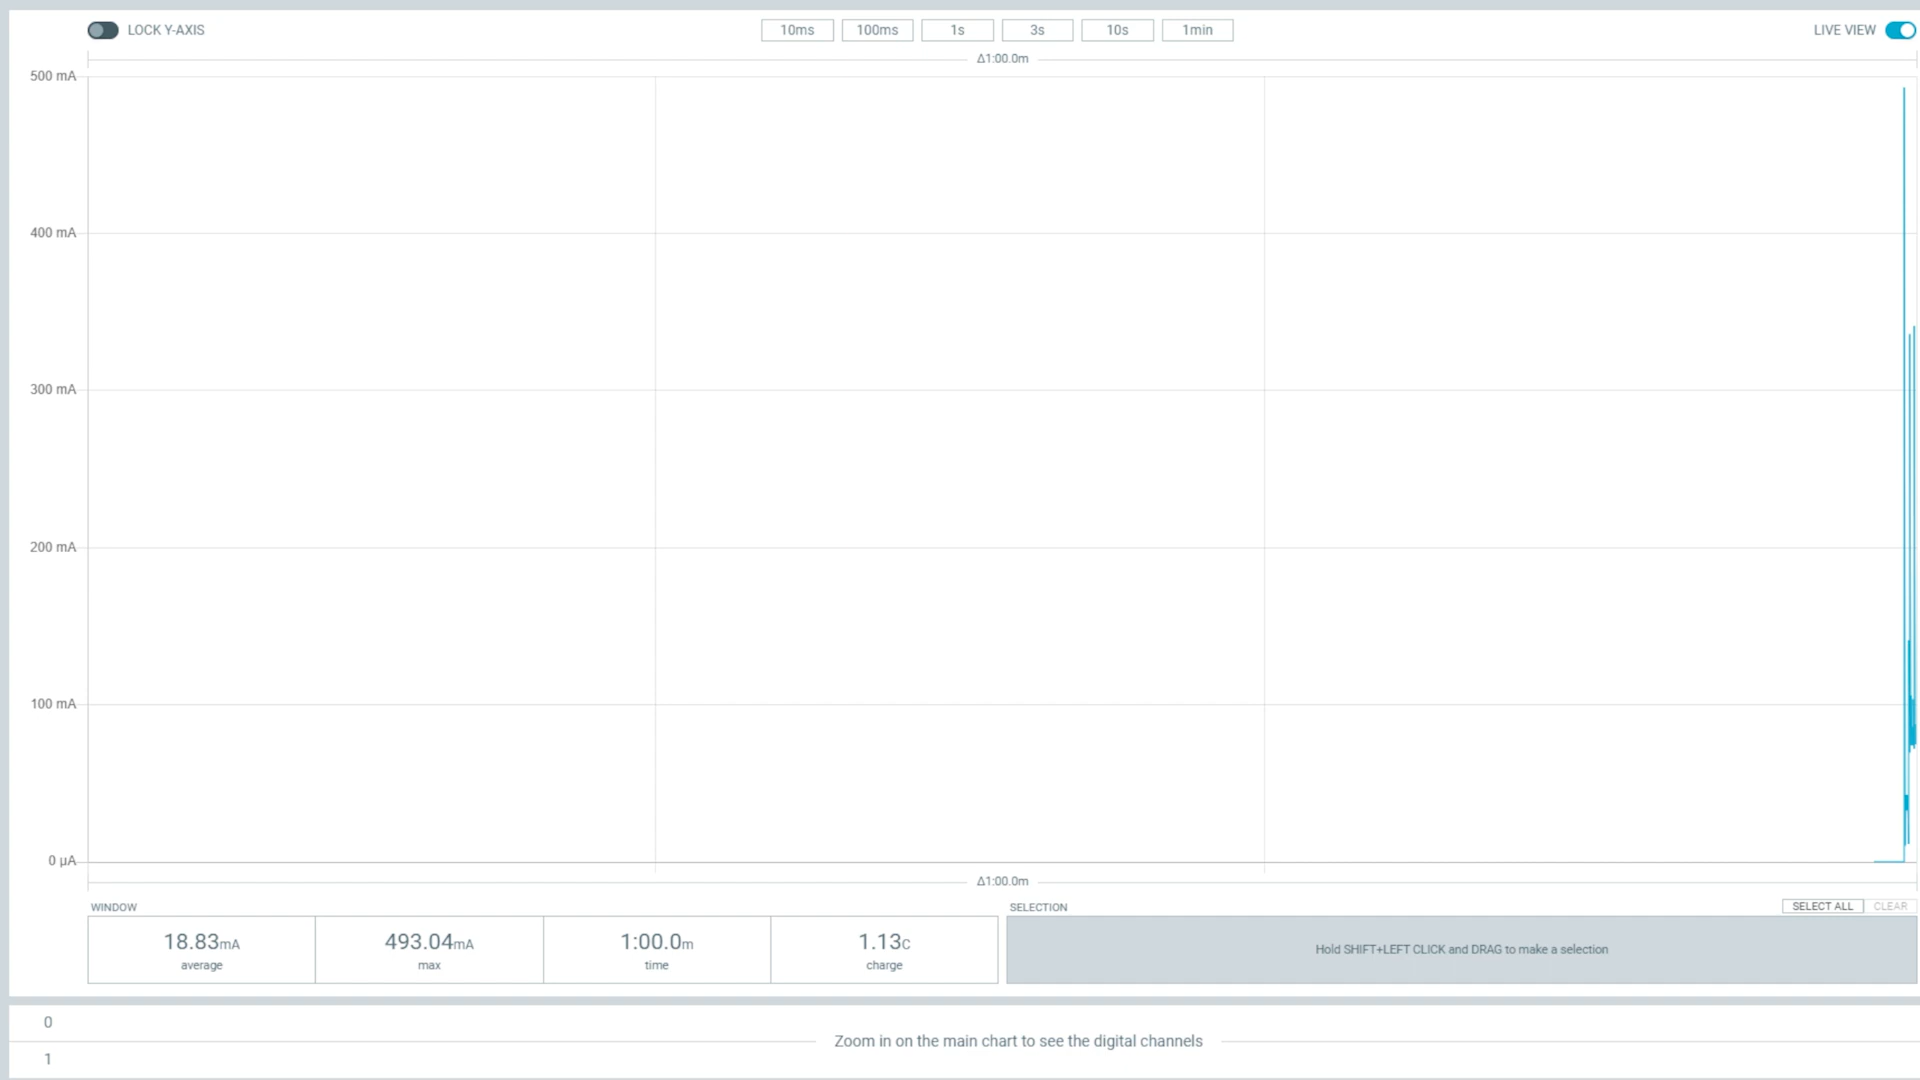 LOCK Y-AXIS 10ms 100ms 1s 3s 10s 1min LIVE VIEW
Δ1:00.0m
500 mA
400 mA
300 mA
200 mA
100 mA
0 µA
Δ1:00.0m
WINDOW SELECTION SELECT ALL CLEAR
18.83mA 493.04mA 1:00.0m 1.13C
average max time charge
Hold SHIFT+LEFT CLICK and DRAG to make a selection
0
Zoom in on the main chart to see the digital channels
1